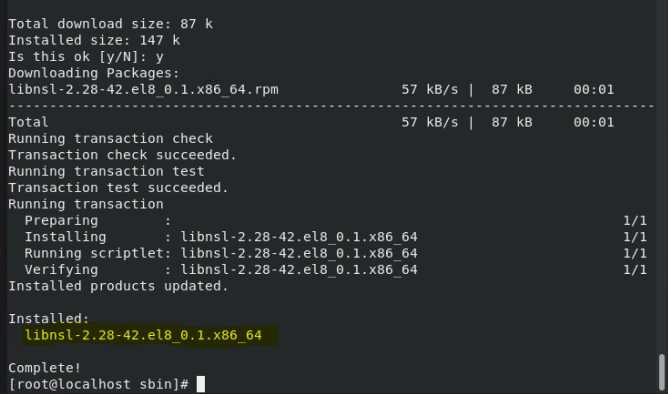 Total download size: 87 k
Installed size: 147 k
Is this ok [y/N]: y
Downloading Packages:
libnsl-2.28-42.el8_0.1.x86_64.rpm               57 kB/s |  87 kB     00:01
--------------------------------------------------------------------------------
Total                                           57 kB/s |  87 kB     00:01
Running transaction check
Transaction check succeeded.
Running transaction test
Transaction test succeeded.
Running transaction
  Preparing        :                                                        1/1
  Installing       : libnsl-2.28-42.el8_0.1.x86_64                          1/1
  Running scriptlet: libnsl-2.28-42.el8_0.1.x86_64                          1/1
  Verifying        : libnsl-2.28-42.el8_0.1.x86_64                          1/1
Installed products updated.
Installed:
  libnsl-2.28-42.el8_0.1.x86_64
Complete!
[root@localhost sbin]#